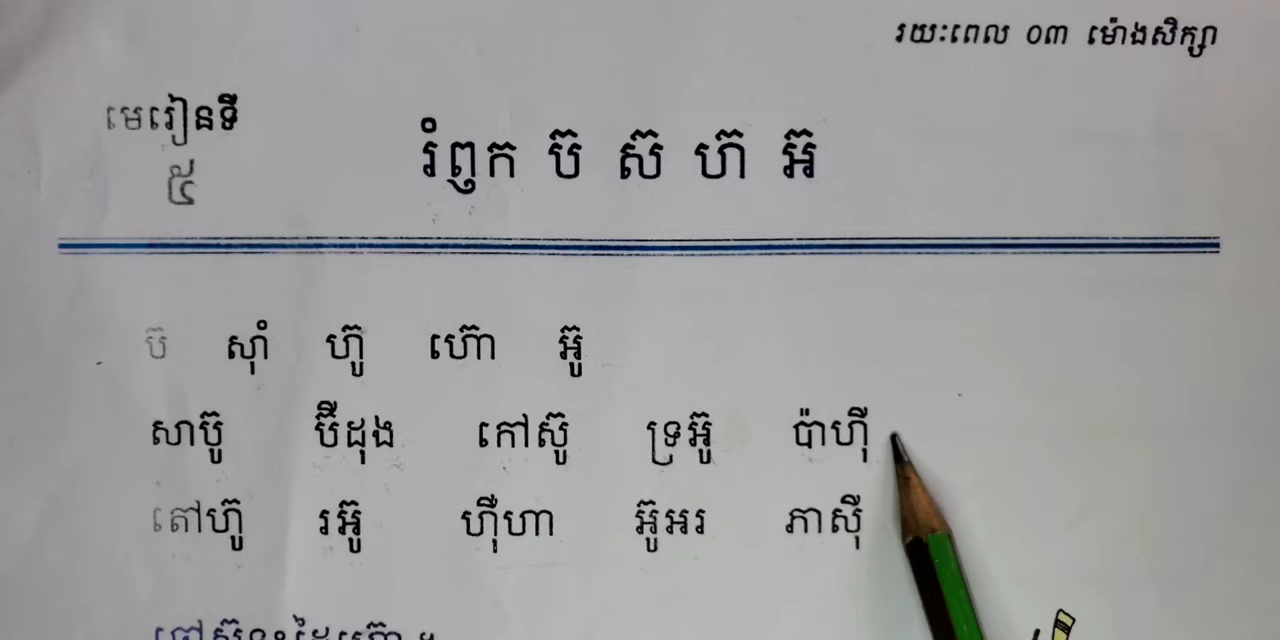 រយៈពេល ០៣ ម៉ោងសិក្សា
មេរៀនទី
៥
រំឭក ប៊ ស៊ ហ៊ អ៊
ប៊ ស៊ាំ ហ៊ូ ហ៊ោ អ៊ូ
សាប៊ូ ប៊ីដុង កៅស៊ូ ទ្រអ៊ូ ប៉ាហ៊ី
តៅហ៊ូ រអ៊ូ ហ៊ឺហា អ៊ូអរ ភាស៊ី